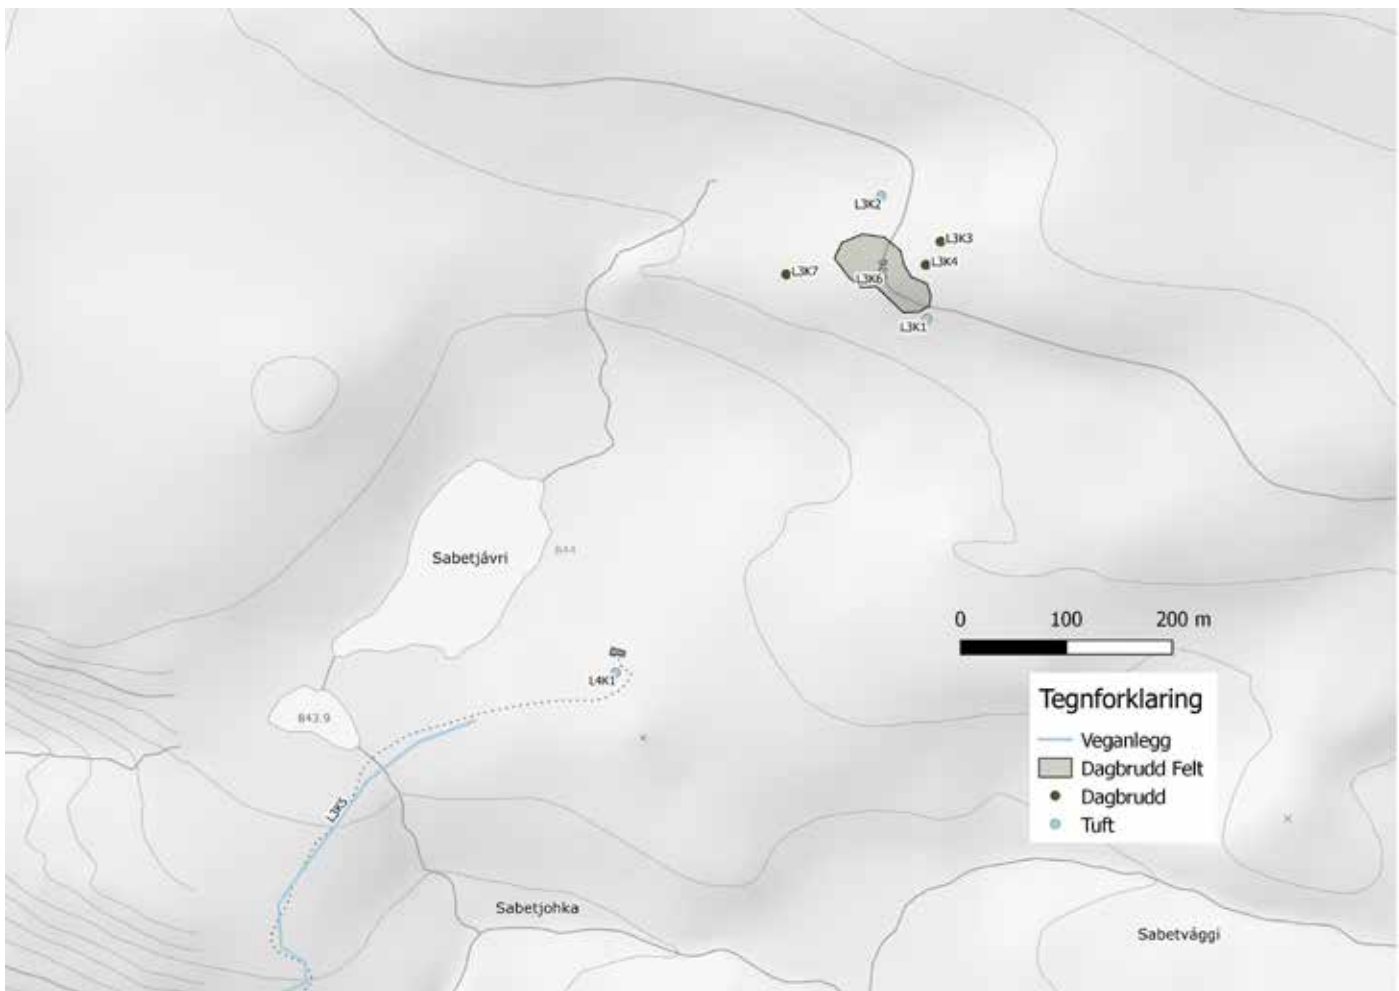 L3K2
L3K3
L3K4
L3K7
L3K6
L3K1
Sabetjávri
844
0 100 200 m
L4K1
Tegnforklaring
843.9
Veganlegg
Dagbrudd Felt
Dagbrudd
Tuft
L3K5
Sabetjohka
Sabetvággi